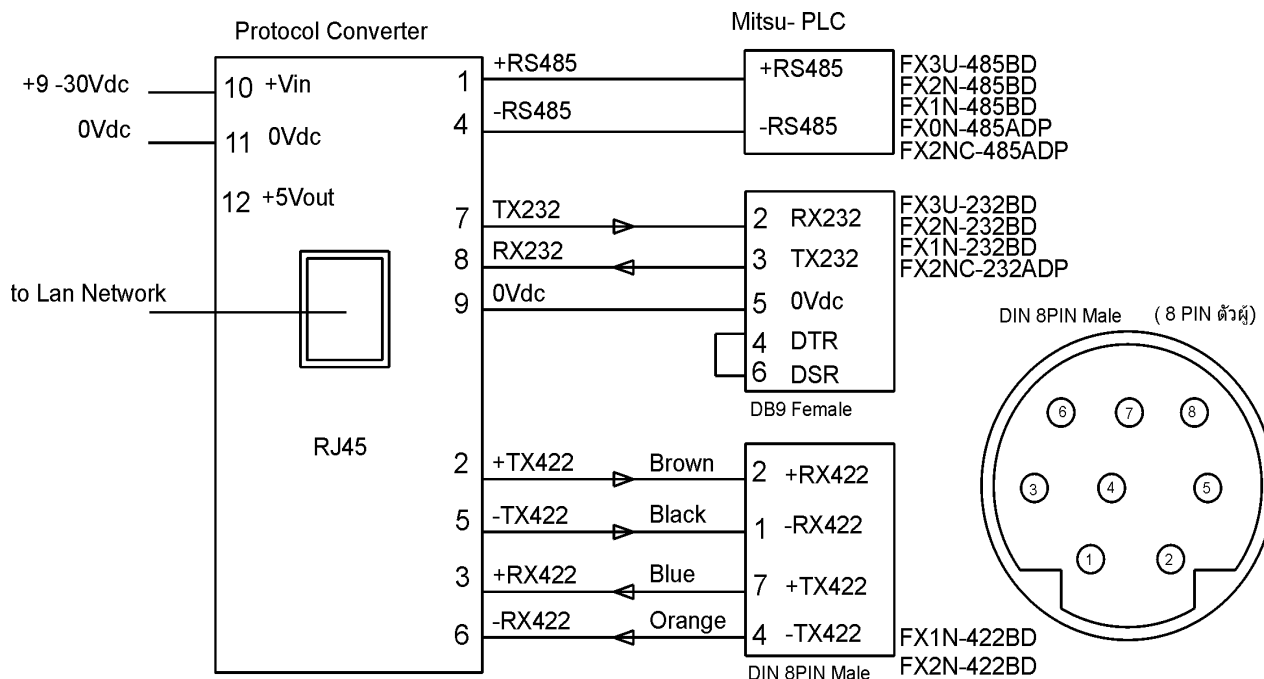 Protocol Converter
Mitsu- PLC
+9 -30Vdc
10 +Vin
0Vdc
11 0Vdc
12 +5Vout
to Lan Network
RJ45
1 +RS485
4 -RS485
+RS485
-RS485
FX3U-485BD
FX2N-485BD
FX1N-485BD
FX0N-485ADP
FX2NC-485ADP
7 TX232
8 RX232
9 0Vdc
2 RX232
3 TX232
5 0Vdc
4 DTR
6 DSR
DB9 Female
FX3U-232BD
FX2N-232BD
FX1N-232BD
FX2NC-232ADP
2 +TX422 Brown
5 -TX422 Black
3 +RX422 Blue
6 -RX422 Orange
2 +RX422
1 -RX422
7 +TX422
4 -TX422
DIN 8PIN Male
FX1N-422BD
FX2N-422BD
DIN 8PIN Male ( 8 PIN ตัวผู้)
6 7 8
3 4 5
1 2